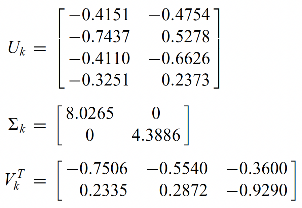 U_k = [ −0.4151 −0.4754
−0.7437 0.5278
−0.4110 −0.6626
−0.3251 0.2373 ]
Σ_k = [ 8.0265 0
0 4.3886 ]
V_k^T = [ −0.7506 −0.5540 −0.3600
0.2335 0.2872 −0.9290 ]